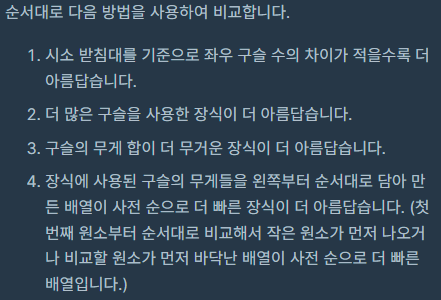 순서대로 다음 방법을 사용하여 비교합니다.
1. 시소 받침대를 기준으로 좌우 구슬 수의 차이가 적을수록 더
아름답습니다.
2. 더 많은 구슬을 사용한 장식이 더 아름답습니다.
3. 구슬의 무게 합이 더 무거운 장식이 더 아름답습니다.
4. 장식에 사용된 구슬의 무게들을 왼쪽부터 순서대로 담아 만
든 배열이 사전 순으로 더 빠른 장식이 더 아름답습니다. (첫
번째 원소부터 순서대로 비교해서 작은 원소가 먼저 나오거
나 비교할 원소가 먼저 바닥난 배열이 사전 순으로 더 빠른
배열입니다.)